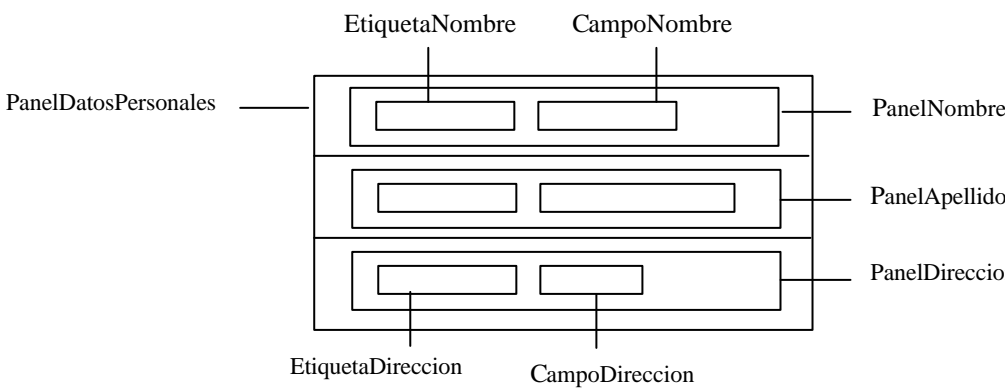 EtiquetaNombre CampoNombre
PanelDatosPersonales PanelNombre
PanelApellido
PanelDireccio
EtiquetaDireccion CampoDireccion